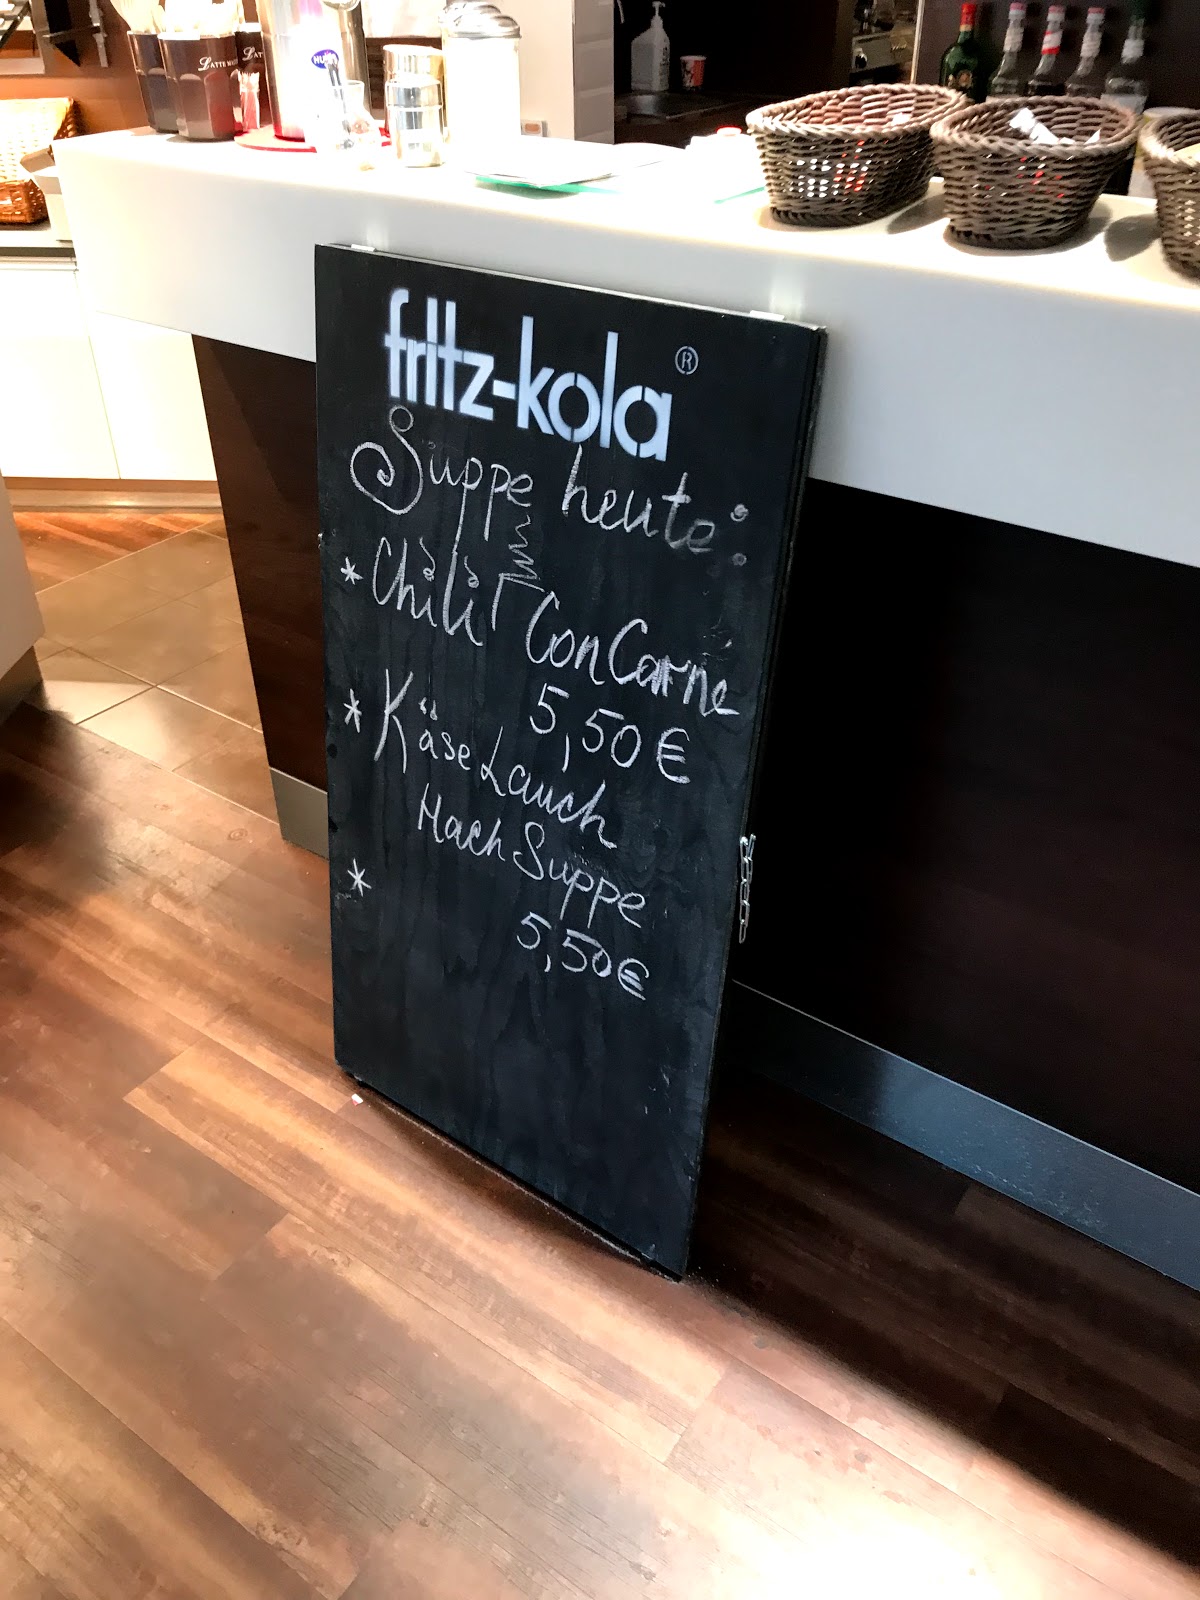 fritz-kola®
Suppe heute:
* Chili Con Carne
5,50 €
* Käse Lauch
Hach Suppe
*
5,50 €